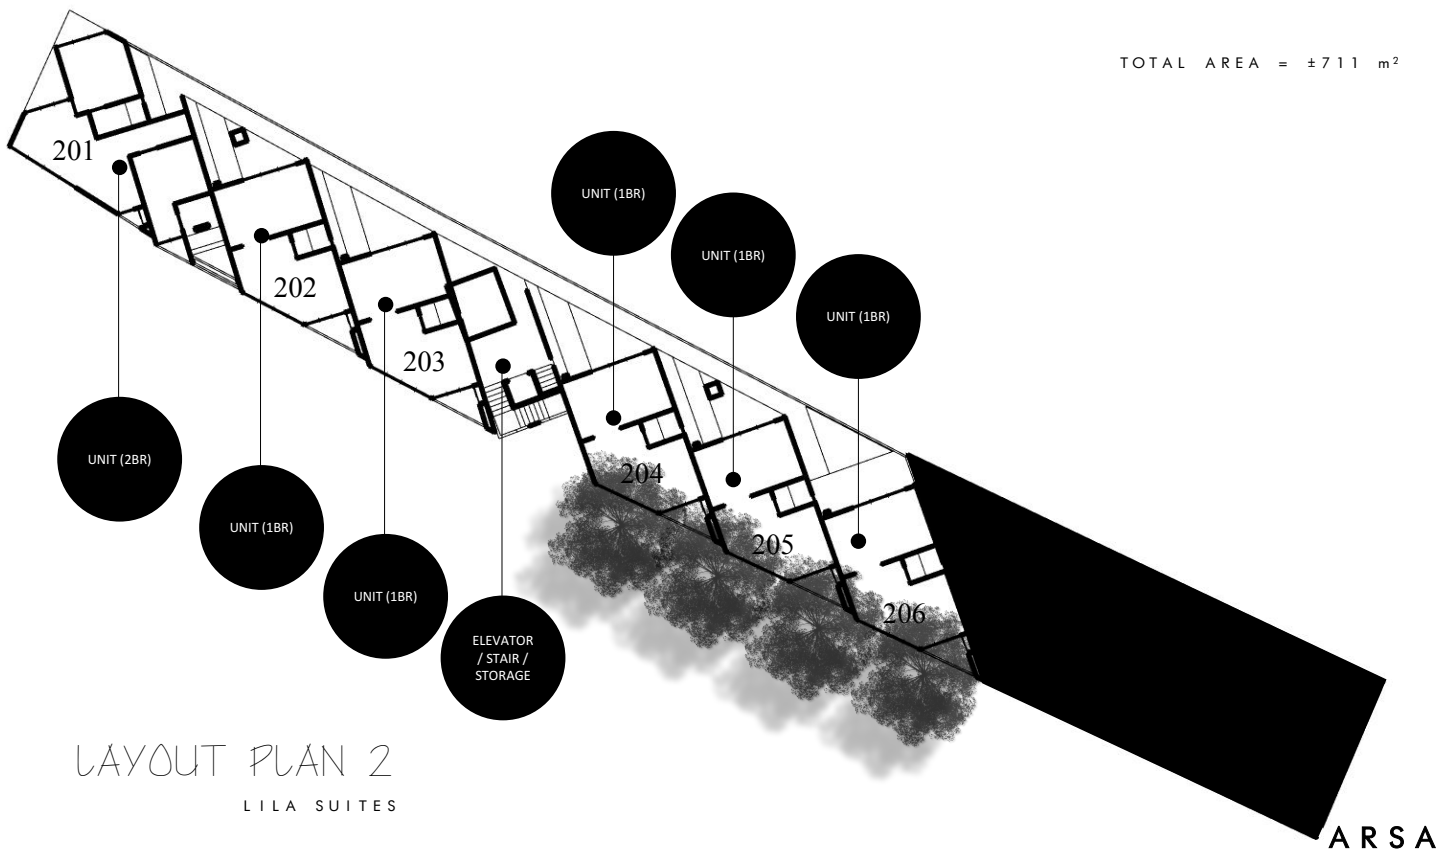 TOTAL AREA = ±711 m²
201
202
203
204
205
206
UNIT (1BR)
UNIT (1BR)
UNIT (1BR)
UNIT (2BR)
UNIT (1BR)
UNIT (1BR)
ELEVATOR
/ STAIR /
STORAGE
LAYOUT PLAN 2
LILA SUITES
ARSA